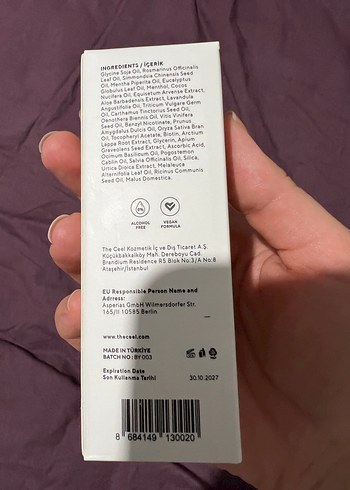 INGREDIENTS / İÇERİK
Glycina Soja Oil, Rosmarinus Officinalis
Leaf Oil, Simmondsia Chinensis Seed
Oil, Mentha Piperita Oil, Eucalyptus
Globulus Leaf Oil, Menthol, Cocos
Nucifera Oil, Equisetum Arvense Extract,
Aloe Barbadensis Extract, Lavandula
Angustifolia Oil, Triticum Vulgare Germ
Oil, Carthamus Tinctorius Seed Oil,
Oenothera Biennis Oil, Vitis Vinifera
Seed Oil, Benzyl Nicotinate, Prunus
Amygdalus Dulcis Oil, Oryza Sativa Bran
Oil, Tocopheryl Acetate, Biotin, Arctium
Lappa Root Extract, Glycerin, Apium
Graveolens Seed Extract, Ascorbic Acid,
Ocimum Basilicum Oil, Pogostemon
Cablin Oil, Salvia Officinalis Oil, Silica,
Urtica Dioica Extract, Melaleuca
Alternifolia Leaf Oil, Ricinus Communis
Seed Oil, Malus Domestica.
0%
ALCOHOL
FREE
VEGAN
FORMULA
The Ceel Kozmetik İç ve Dış Ticaret A.Ş.
Küçükbakkalköy Mah. Dereboyu Cad.
Brandium Residence R5 Blok No:3/A No:8
Ataşehir/İstanbul
EU Responsible Person Name and
Adress:
Asperias GmbH Wilmersdorfer Str.
165/11 10585 Berlin
www.theceel.com
MADE IN TÜRKİYE
BATCH NO: BY003
Expiration Date
Son Kullanma Tarihi 30.10.2027
8 684149 130020